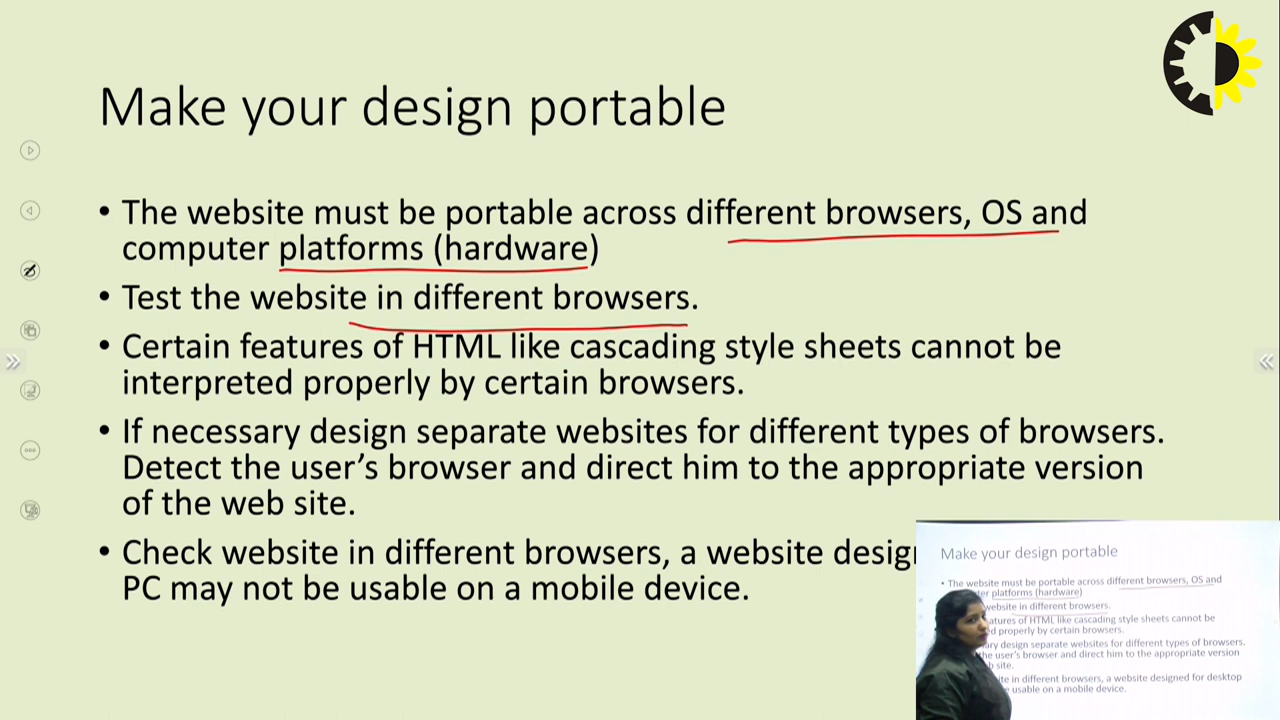 Make your design portable
• The website must be portable across different browsers, OS and
computer platforms (hardware)
• Test the website in different browsers.
• Certain features of HTML like cascading style sheets cannot be
interpreted properly by certain browsers.
• If necessary design separate websites for different types of browsers.
Detect the user’s browser and direct him to the appropriate version
of the web site.
• Check website in different browsers, a website desig
PC may not be usable on a mobile device.
Make your design portable
• The website must be portable across different browsers, OS and
ter platforms (hardware)
website in different browsers.
atures of HTML like cascading style sheets cannot be
d properly by certain browsers.
ary design separate websites for different types of browsers.
he user's browser and direct him to the appropriate version
b site.
ite in different browsers, a website designed for desktop
usable on a mobile device.